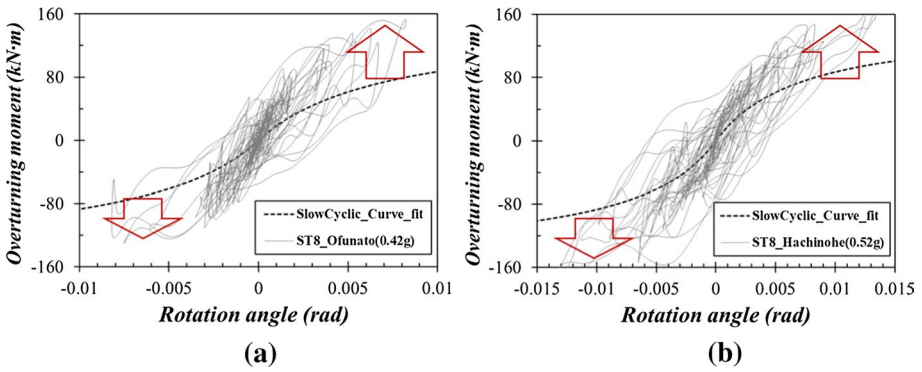 160
80
0
-80
-160
Overturning moment (kN·m)
SlowCyclic_Curve_fit
ST8_Ofunato(0.42g)
-0.01
-0.005
0
0.005
0.01
Rotation angle (rad)
(a)
160
80
0
-80
-160
Overturning moment (kN·m)
SlowCyclic_Curve_fit
ST8_Hachinohe(0.52g)
-0.015
-0.01
-0.005
0
0.005
0.01
0.015
Rotation angle (rad)
(b)